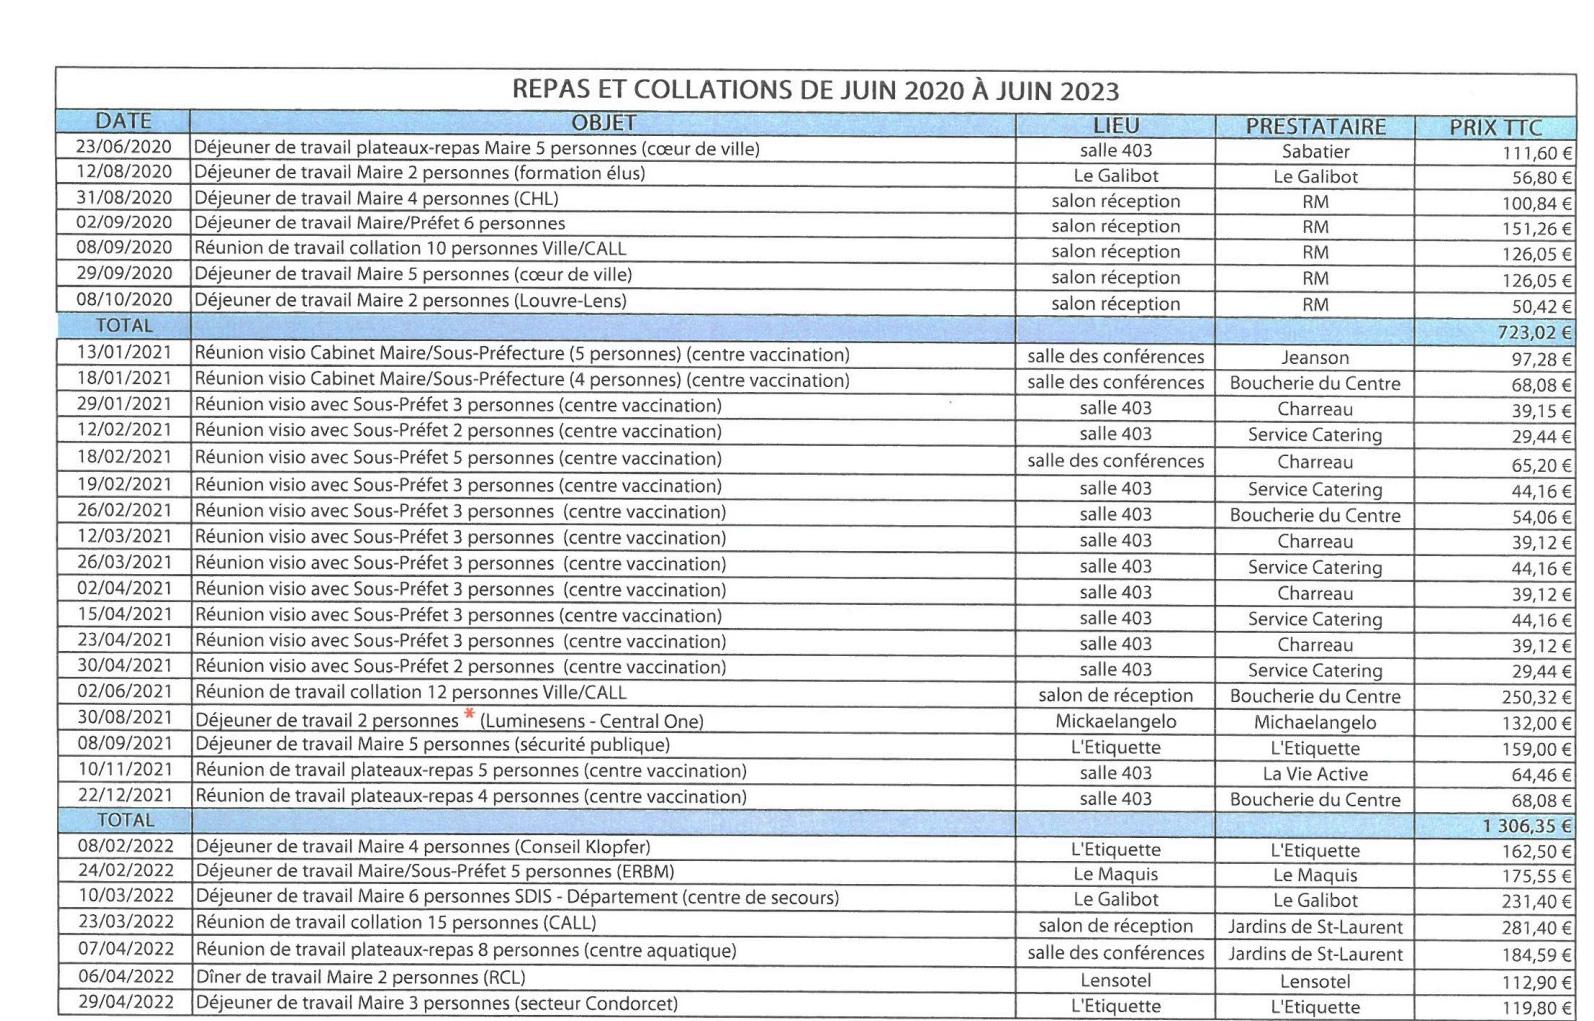 REPAS ET COLLATIONS DE JUIN 2020 À JUIN 2023
DATE OBJET LIEU PRESTATAIRE PRIX TTC
23/06/2020 Déjeuner de travail plateaux-repas Maire 5 personnes (cœur de ville) salle 403 Sabatier 111,60 €
12/08/2020 Déjeuner de travail Maire 2 personnes (formation élus) Le Galibot Le Galibot 56,80 €
31/08/2020 Déjeuner de travail Maire 4 personnes (CHL) salon réception RM 100,84 €
02/09/2020 Déjeuner de travail Maire/Préfet 6 personnes salon réception RM 151,26 €
08/09/2020 Réunion de travail collation 10 personnes Ville/CALL salon réception RM 126,05 €
29/09/2020 Déjeuner de travail Maire 5 personnes (cœur de ville) salon réception RM 126,05 €
08/10/2020 Déjeuner de travail Maire 2 personnes (Louvre-Lens) salon réception RM 50,42 €
TOTAL 723,02 €
13/01/2021 Réunion visio Cabinet Maire/Sous-Préfecture (5 personnes) (centre vaccination) salle des conférences Jeanson 97,28 €
18/01/2021 Réunion visio Cabinet Maire/Sous-Préfecture (4 personnes) (centre vaccination) salle des conférences Boucherie du Centre 68,08 €
29/01/2021 Réunion visio avec Sous-Préfet 3 personnes (centre vaccination) salle 403 Charreau 39,15 €
12/02/2021 Réunion visio avec Sous-Préfet 2 personnes (centre vaccination) salle 403 Service Catering 29,44 €
18/02/2021 Réunion visio avec Sous-Préfet 5 personnes (centre vaccination) salle des conférences Charreau 65,20 €
19/02/2021 Réunion visio avec Sous-Préfet 3 personnes (centre vaccination) salle 403 Service Catering 44,16 €
26/02/2021 Réunion visio avec Sous-Préfet 3 personnes (centre vaccination) salle 403 Boucherie du Centre 54,06 €
12/03/2021 Réunion visio avec Sous-Préfet 3 personnes (centre vaccination) salle 403 Charreau 39,12 €
26/03/2021 Réunion visio avec Sous-Préfet 3 personnes (centre vaccination) salle 403 Service Catering 44,16 €
02/04/2021 Réunion visio avec Sous-Préfet 3 personnes (centre vaccination) salle 403 Charreau 39,12 €
15/04/2021 Réunion visio avec Sous-Préfet 3 personnes (centre vaccination) salle 403 Service Catering 44,16 €
23/04/2021 Réunion visio avec Sous-Préfet 3 personnes (centre vaccination) salle 403 Charreau 39,12 €
30/04/2021 Réunion visio avec Sous-Préfet 2 personnes (centre vaccination) salle 403 Service Catering 29,44 €
02/06/2021 Réunion de travail collation 12 personnes Ville/CALL salon de réception Boucherie du Centre 250,32 €
30/08/2021 Déjeuner de travail 2 personnes * (Luminesens - Central One) Mickaelangelo Michaelangelo 132,00 €
08/09/2021 Déjeuner de travail Maire 5 personnes (sécurité publique) L'Etiquette L'Etiquette 159,00 €
10/11/2021 Réunion de travail plateaux-repas 5 personnes (centre vaccination) salle 403 La Vie Active 64,46 €
22/12/2021 Réunion de travail plateaux-repas 4 personnes (centre vaccination) salle 403 Boucherie du Centre 68,08 €
TOTAL 1 306,35 €
08/02/2022 Déjeuner de travail Maire 4 personnes (Conseil Klopfer) L'Etiquette L'Etiquette 162,50 €
24/02/2022 Déjeuner de travail Maire/Sous-Préfet 5 personnes (ERBM) Le Maquis Le Maquis 175,55 €
10/03/2022 Déjeuner de travail Maire 6 personnes SDIS - Département (centre de secours) Le Galibot Le Galibot 231,40 €
23/03/2022 Réunion de travail collation 15 personnes (CALL) salon de réception Jardins de St-Laurent 281,40 €
07/04/2022 Réunion de travail plateaux-repas 8 personnes (centre aquatique) salle des conférences Jardins de St-Laurent 184,59 €
06/04/2022 Dîner de travail Maire 2 personnes (RCL) Lensotel Lensotel 112,90 €
29/04/2022 Déjeuner de travail Maire 3 personnes (secteur Condorcet) L'Etiquette L'Etiquette 119,80 €